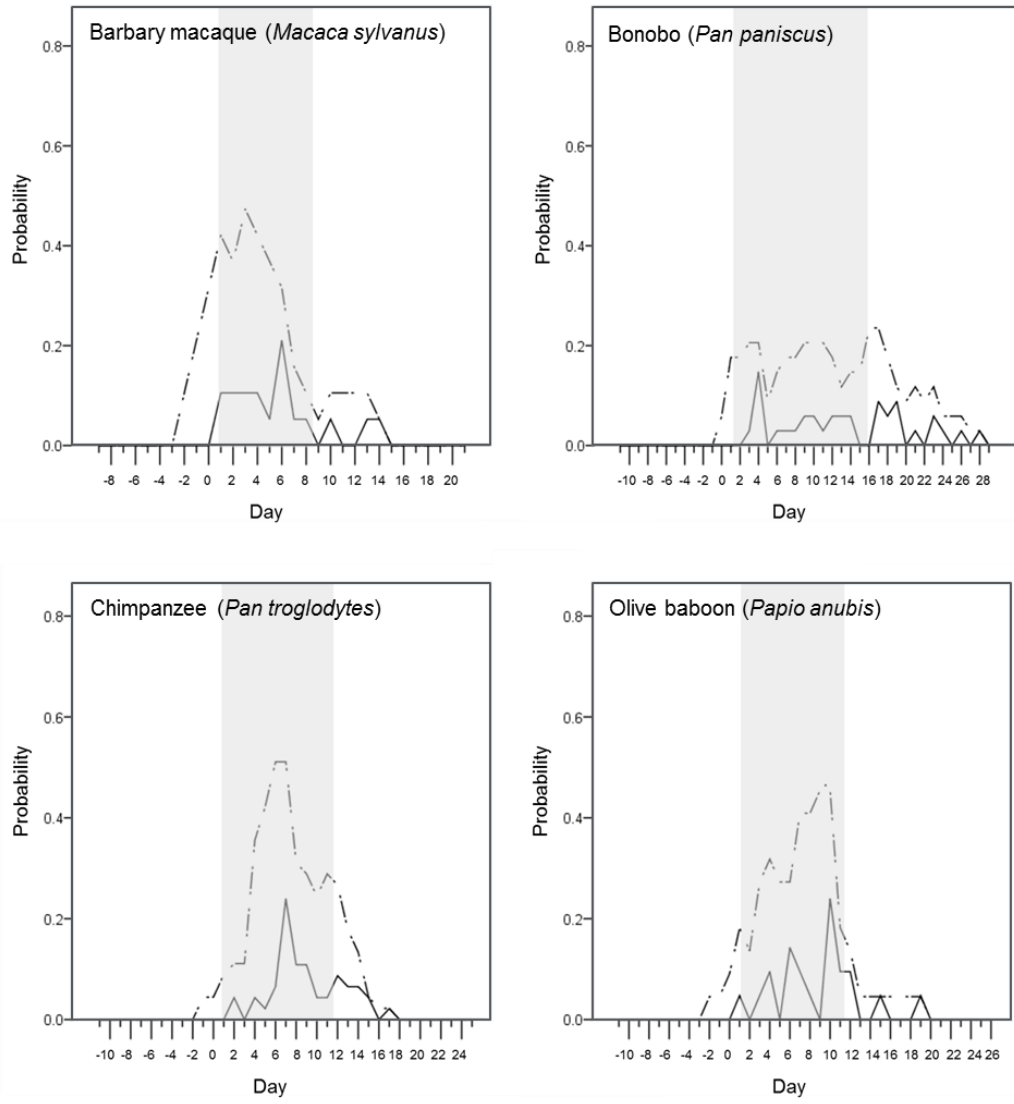 Barbary macaque (Macaca sylvanus)
0.8
0.6
0.4
0.2
0.0
Probability
-8 -6 -4 -2 0 2 4 6 8 10 12 14 16 18 20
Day
Bonobo (Pan paniscus)
0.8
0.6
0.4
0.2
0.0
Probability
-10 -8 -6 -4 -2 0 2 4 6 8 10 12 14 16 18 20 22 24 26 28
Day
Chimpanzee (Pan troglodytes)
0.8
0.6
0.4
0.2
0.0
Probability
-10 -8 -6 -4 -2 0 2 4 6 8 10 12 14 16 18 20 22 24
Day
Olive baboon (Papio anubis)
0.8
0.6
0.4
0.2
0.0
Probability
-10 -8 -6 -4 -2 0 2 4 6 8 10 12 14 16 18 20 22 24 26
Day